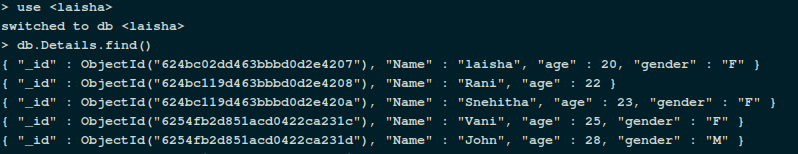 > use <laisha>
switched to db <laisha>
> db.Details.find()
{ "_id" : ObjectId("624bc02dd463bbbd0d2e4207"), "Name" : "laisha", "age" : 20, "gender" : "F" }
{ "_id" : ObjectId("624bc119d463bbbd0d2e4208"), "Name" : "Rani", "age" : 22 }
{ "_id" : ObjectId("624bc119d463bbbd0d2e420a"), "Name" : "Snehitha", "age" : 23, "gender" : "F" }
{ "_id" : ObjectId("6254fb2d851acd0422ca231c"), "Name" : "Vani", "age" : 25, "gender" : "F" }
{ "_id" : ObjectId("6254fb2d851acd0422ca231d"), "Name" : "John", "age" : 28, "gender" : "M" }